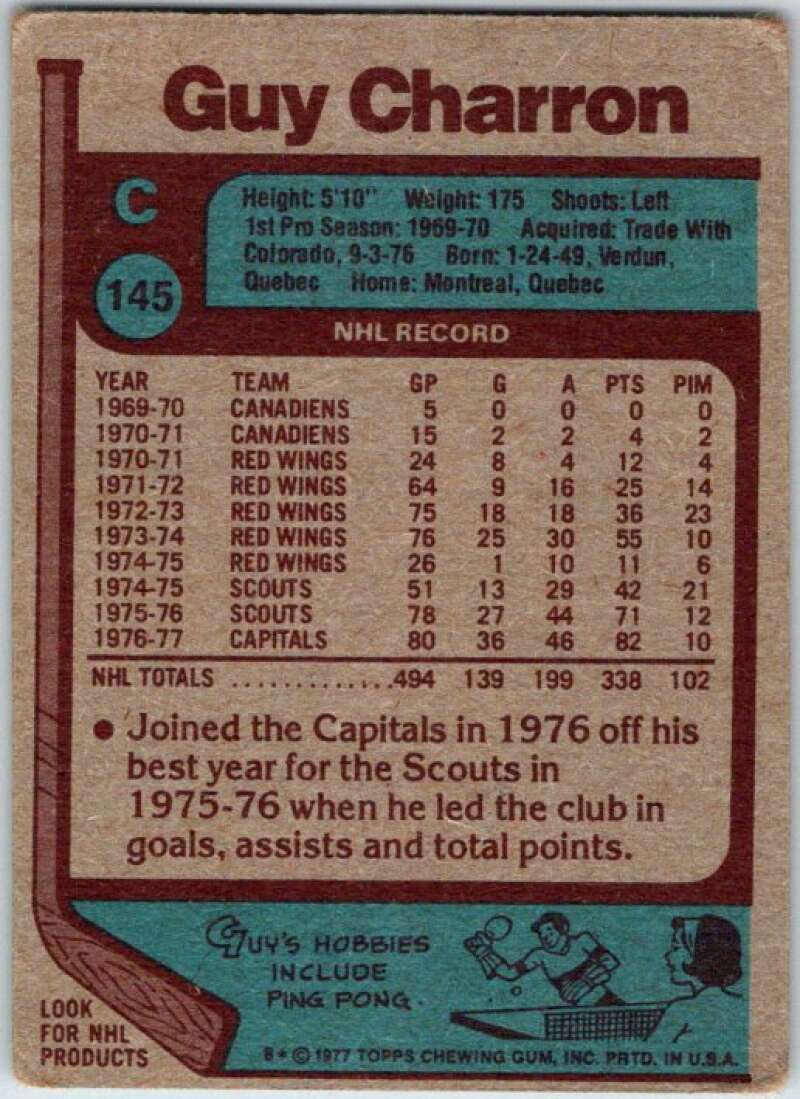 Guy Charron
C
145
Height: 5'10" Weight: 175 Shoots: Left
1st Pro Season: 1969-70 Acquired: Trade With
Colorado, 9-3-76 Born: 1-24-49, Verdun,
Quebec Home: Montreal, Quebec
NHL RECORD
YEAR TEAM GP G A PTS PIM
1969-70 CANADIENS 5 0 0 0 0
1970-71 CANADIENS 15 2 2 4 2
1970-71 RED WINGS 24 8 4 12 4
1971-72 RED WINGS 64 9 16 25 14
1972-73 RED WINGS 75 18 18 36 23
1973-74 RED WINGS 76 25 30 55 10
1974-75 RED WINGS 26 1 10 11 6
1974-75 SCOUTS 51 13 29 42 21
1975-76 SCOUTS 78 27 44 71 12
1976-77 CAPITALS 80 36 46 82 10
NHL TOTALS .............494 139 199 338 102
• Joined the Capitals in 1976 off his
best year for the Scouts in
1975-76 when he led the club in
goals, assists and total points.
GUY'S HOBBIES
INCLUDE
PING PONG.
LOOK
FOR NHL
PRODUCTS
B* © 1977 TOPPS CHEWING GUM, INC. PRTD. IN U.S.A.